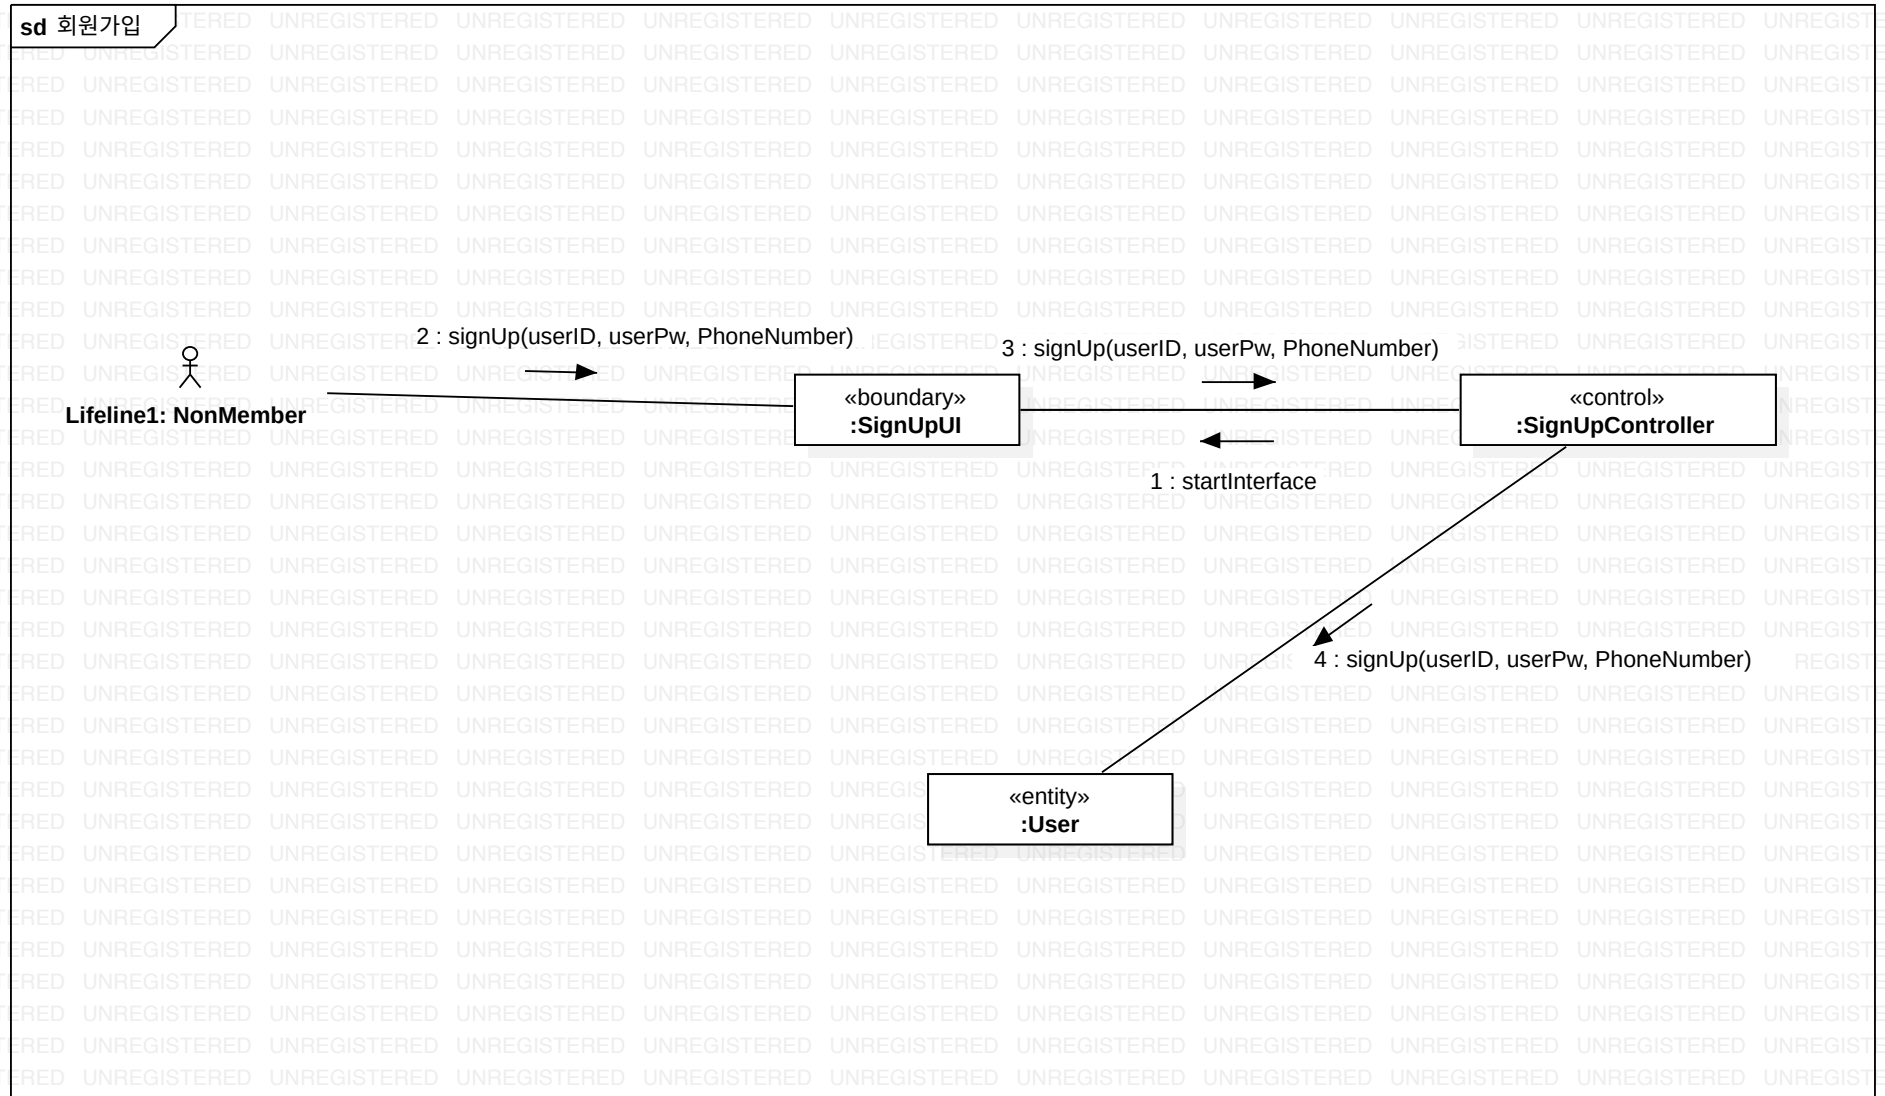 sd 회원가입
2 : signUp(userID, userPw, PhoneNumber)
3 : signUp(userID, userPw, PhoneNumber)
Lifeline1: NonMember
«boundary»
:SignUpUI
«control»
:SignUpController
1 : startInterface
4 : signUp(userID, userPw, PhoneNumber)
«entity»
:User
UNREGISTERED